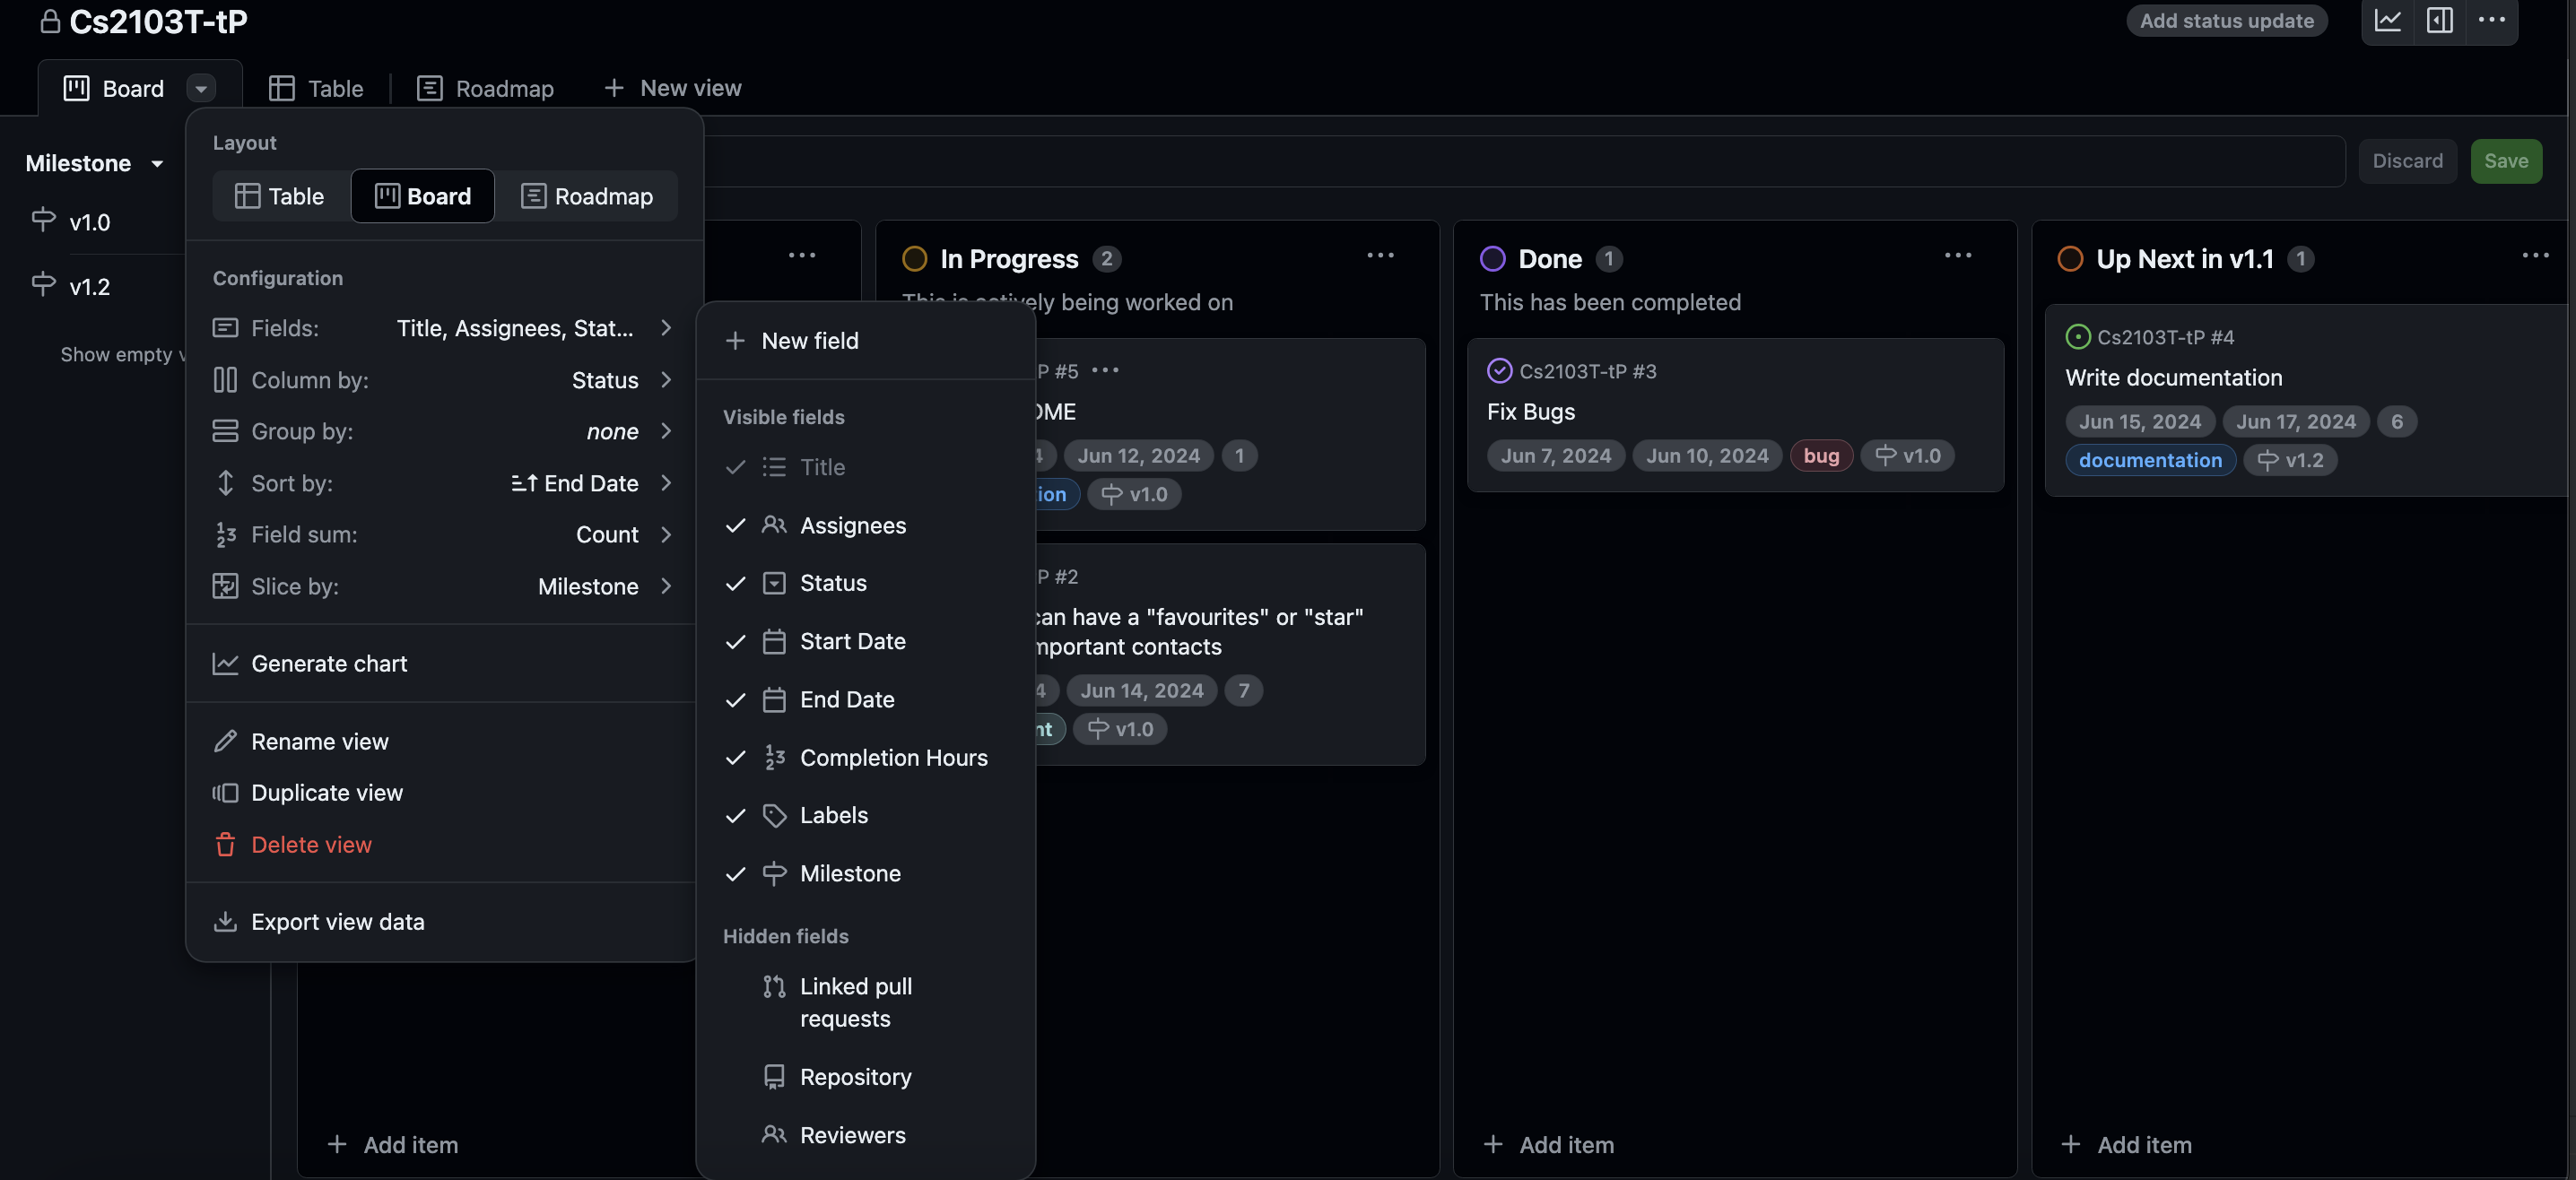 Cs2103T-tP
Add status update
Board
Table
Roadmap
New view
Milestone
v1.0
v1.2
Show empty
Discard
Save
Layout
Table
Board
Roadmap
Configuration
Fields: Title, Assignees, Stat...
Column by: Status
Group by: none
Sort by: End Date
Field sum: Count
Slice by: Milestone
Generate chart
Rename view
Duplicate view
Delete view
Export view data
New field
Visible fields
Title
Assignees
Status
Start Date
End Date
Completion Hours
Labels
Milestone
Hidden fields
Linked pull
requests
Repository
Reviewers
Add item
In Progress 2
This is actively being worked on
P #5
OME
Jun 12, 2024 1
v1.0
P #2
can have a "favourites" or "star"
mportant contacts
4 Jun 14, 2024 7
v1.0
Done 1
This has been completed
Cs2103T-tP #3
Fix Bugs
Jun 7, 2024 Jun 10, 2024 bug v1.0
Add item
Up Next in v1.1 1
Cs2103T-tP #4
Write documentation
Jun 15, 2024 Jun 17, 2024 6
documentation v1.2
Add item